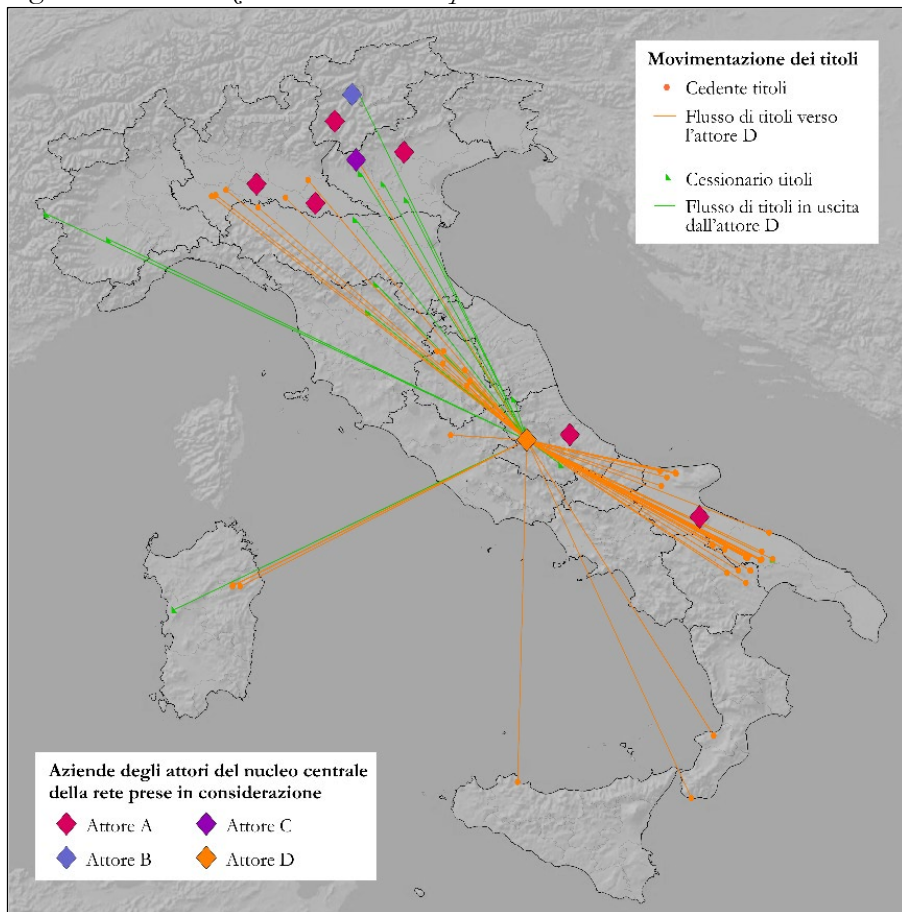 Movimentazione dei titoli
Cedente titoli
Flusso di titoli verso
l'attore D
Cessionario titoli
Flusso di titoli in uscita
dall'attore D
Aziende degli attori del nucleo centrale
della rete prese in considerazione
Attore A
Attore C
Attore B
Attore D